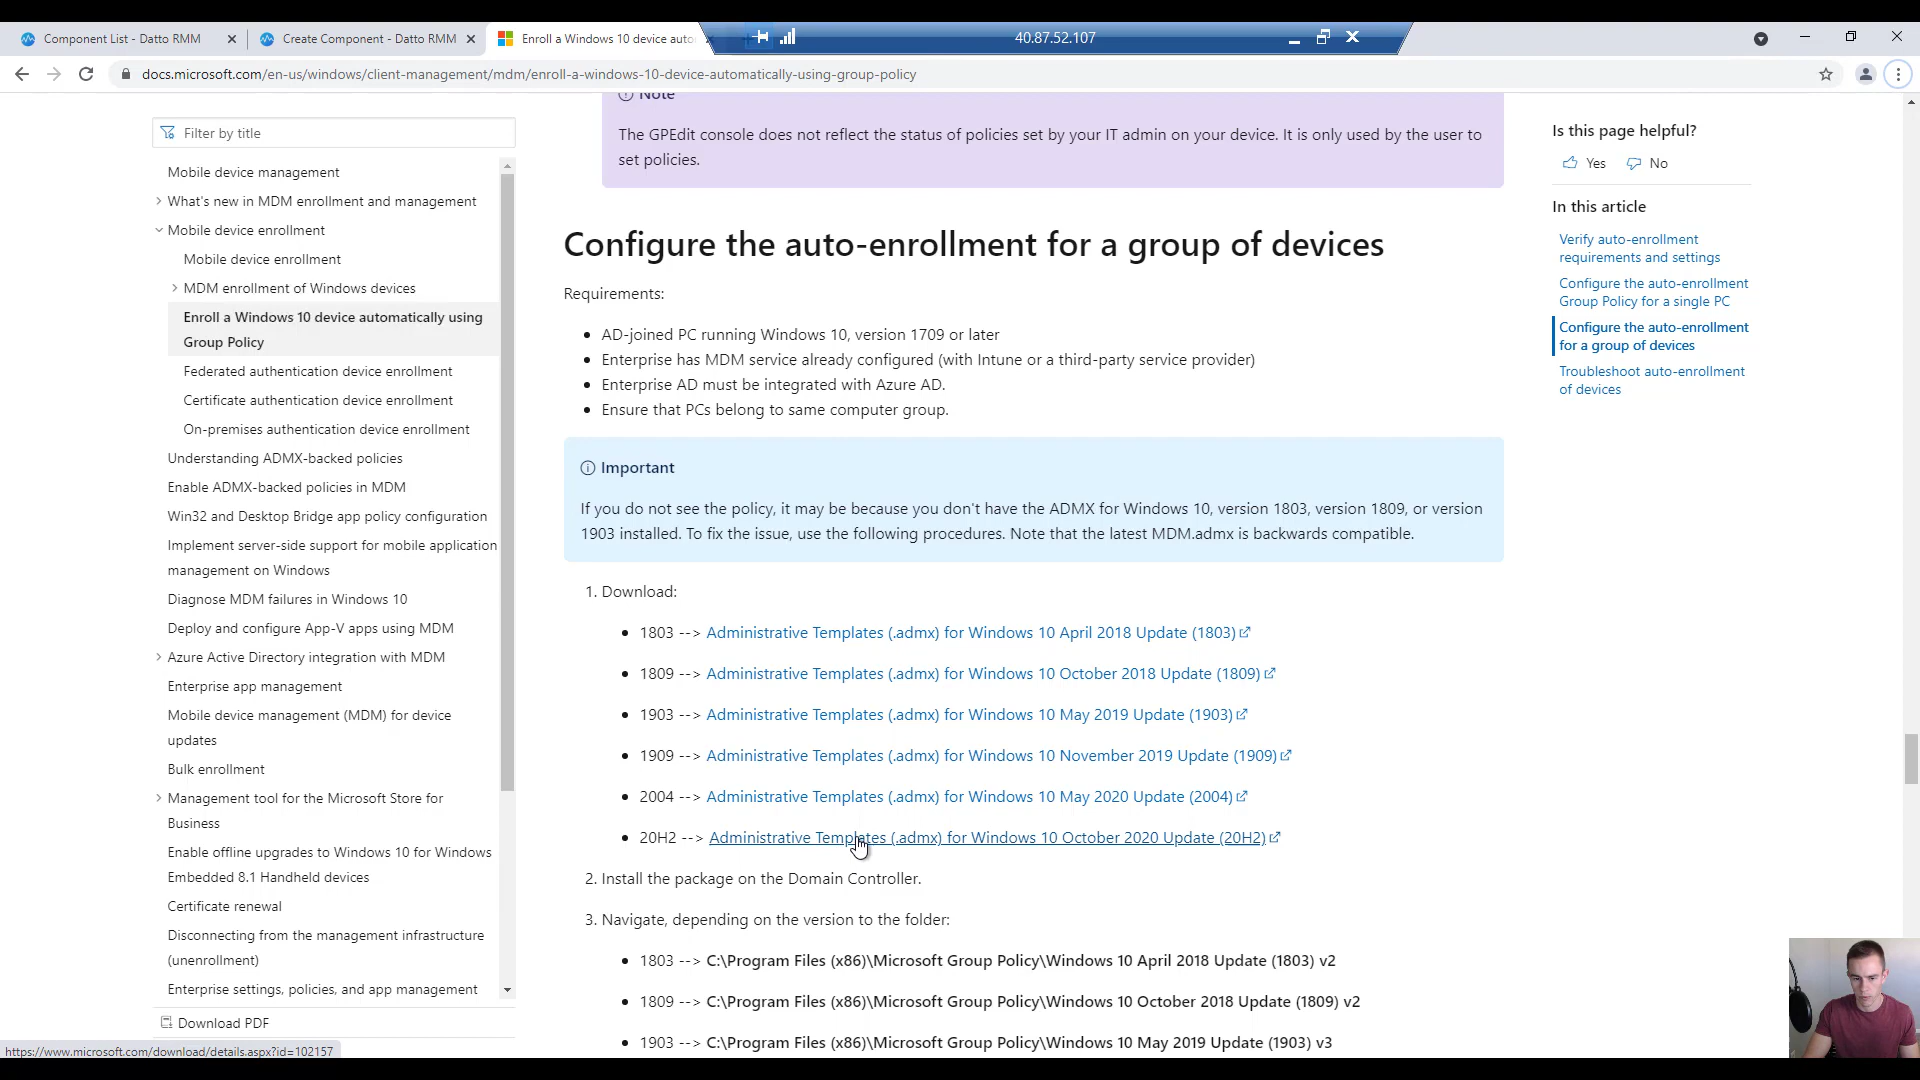 Component List - Datto RMM
Create Component - Datto RMM
Enroll a Windows 10 device auto
40.87.52.107
docs.microsoft.com/en-us/windows/client-management/mdm/enroll-a-windows-10-device-automatically-using-group-policy
Filter by title
Mobile device management
What's new in MDM enrollment and management
Mobile device enrollment
Mobile device enrollment
MDM enrollment of Windows devices
Enroll a Windows 10 device automatically using
Group Policy
Federated authentication device enrollment
Certificate authentication device enrollment
On-premises authentication device enrollment
Understanding ADMX-backed policies
Enable ADMX-backed policies in MDM
Win32 and Desktop Bridge app policy configuration
Implement server-side support for mobile application
management on Windows
Diagnose MDM failures in Windows 10
Deploy and configure App-V apps using MDM
Azure Active Directory integration with MDM
Enterprise app management
Mobile device management (MDM) for device
updates
Bulk enrollment
Management tool for the Microsoft Store for
Business
Enable offline upgrades to Windows 10 for Windows
Embedded 8.1 Handheld devices
Certificate renewal
Disconnecting from the management infrastructure
(unenrollment)
Enterprise settings, policies, and app management
Download PDF
https://www.microsoft.com/download/details.aspx?id=102157
Note
The GPEdit console does not reflect the status of policies set by your IT admin on your device. It is only used by the user to
set policies.
Configure the auto-enrollment for a group of devices
Requirements:
• AD-joined PC running Windows 10, version 1709 or later
• Enterprise has MDM service already configured (with Intune or a third-party service provider)
• Enterprise AD must be integrated with Azure AD.
• Ensure that PCs belong to same computer group.
Important
If you do not see the policy, it may be because you don't have the ADMX for Windows 10, version 1803, version 1809, or version
1903 installed. To fix the issue, use the following procedures. Note that the latest MDM.admx is backwards compatible.
1. Download:
• 1803 --> Administrative Templates (.admx) for Windows 10 April 2018 Update (1803)
• 1809 --> Administrative Templates (.admx) for Windows 10 October 2018 Update (1809)
• 1903 --> Administrative Templates (.admx) for Windows 10 May 2019 Update (1903)
• 1909 --> Administrative Templates (.admx) for Windows 10 November 2019 Update (1909)
• 2004 --> Administrative Templates (.admx) for Windows 10 May 2020 Update (2004)
• 20H2 --> Administrative Templates (.admx) for Windows 10 October 2020 Update (20H2)
2. Install the package on the Domain Controller.
3. Navigate, depending on the version to the folder:
• 1803 --> C:\Program Files (x86)\Microsoft Group Policy\Windows 10 April 2018 Update (1803) v2
• 1809 --> C:\Program Files (x86)\Microsoft Group Policy\Windows 10 October 2018 Update (1809) v2
• 1903 --> C:\Program Files (x86)\Microsoft Group Policy\Windows 10 May 2019 Update (1903) v3
Is this page helpful?
Yes No
In this article
Verify auto-enrollment
requirements and settings
Configure the auto-enrollment
Group Policy for a single PC
Configure the auto-enrollment
for a group of devices
Troubleshoot auto-enrollment
of devices